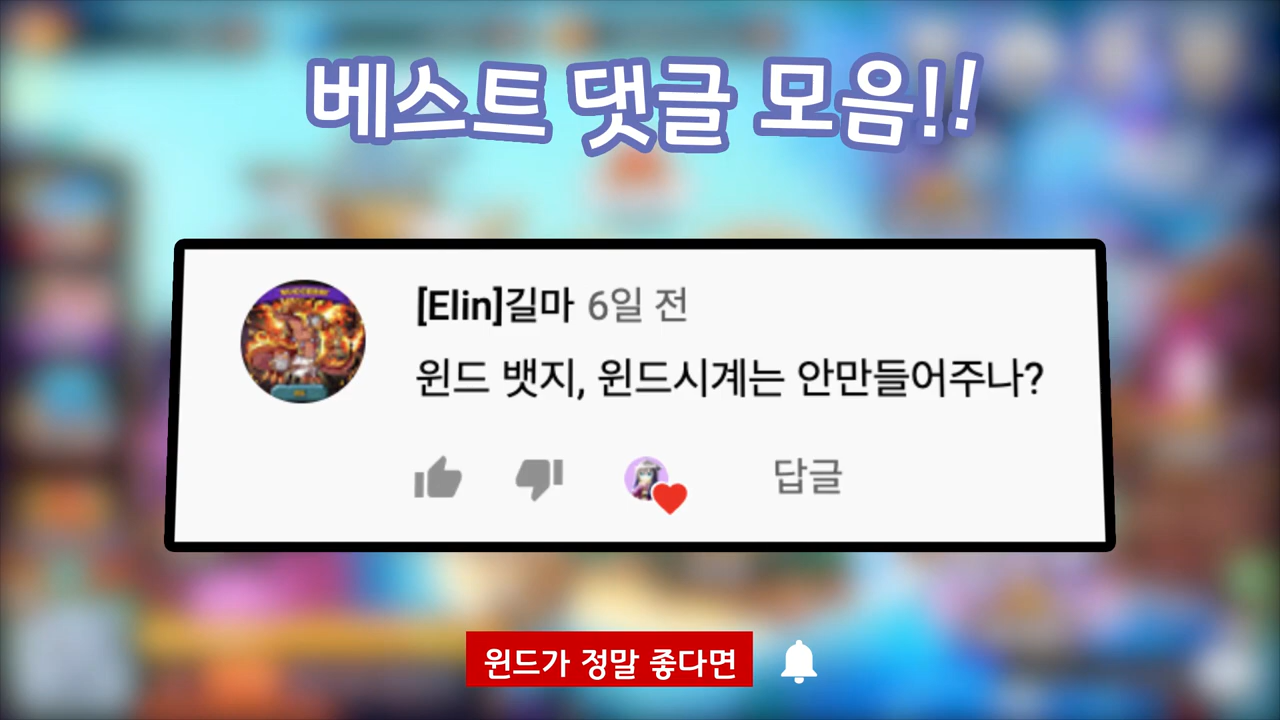 베스트 댓글 모음!!
[Elin]길마 6일 전
윈드 뱃지, 윈드시계는 안만들어주나?
답글
윈드가 정말 좋다면